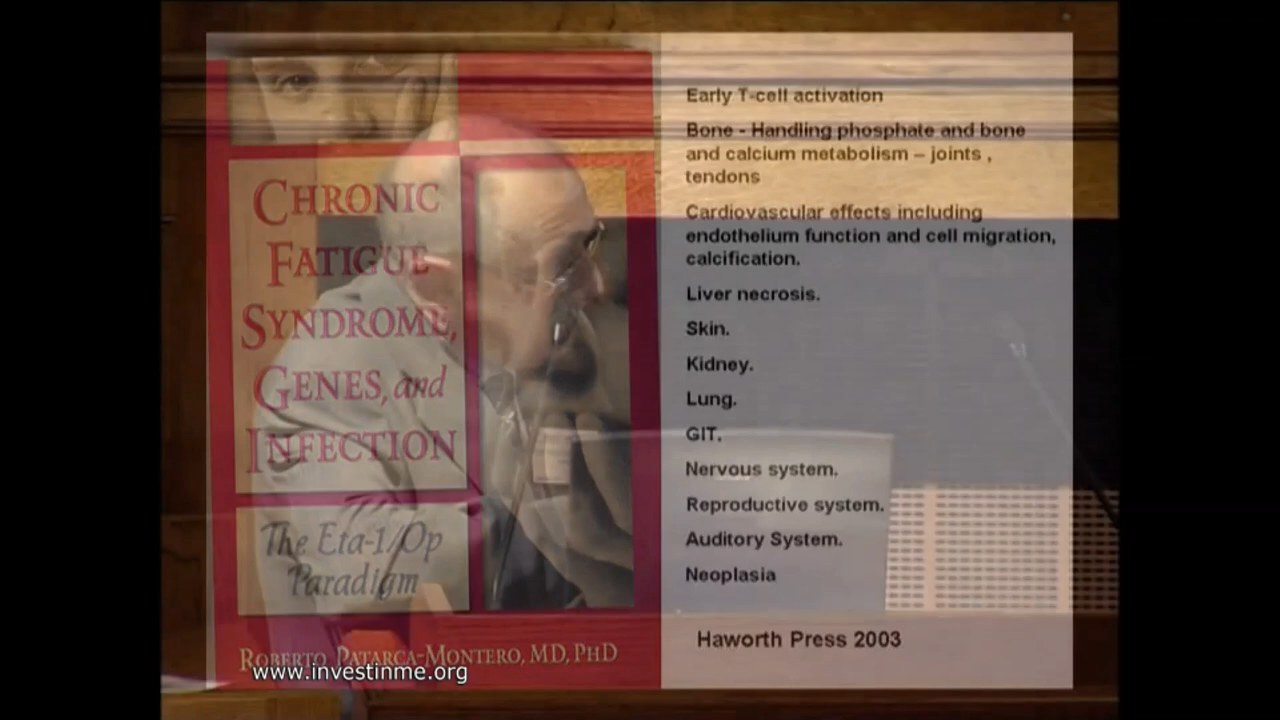 CHRONIC
FATIGUE
SYNDROME,
GENES, and
INFECTION
The Eta-1/Op
Paradigm
ROBERTO PATARCA-MONTERO, MD, PHD
www.investinme.org
Early T-cell activation
Bone - Handling phosphate and bone
and calcium metabolism – joints ,
tendons
Cardiovascular effects including
endothelium function and cell migration,
calcification.
Liver necrosis.
Skin.
Kidney.
Lung.
GIT.
Nervous system.
Reproductive system.
Auditory System.
Neoplasia
Haworth Press 2003